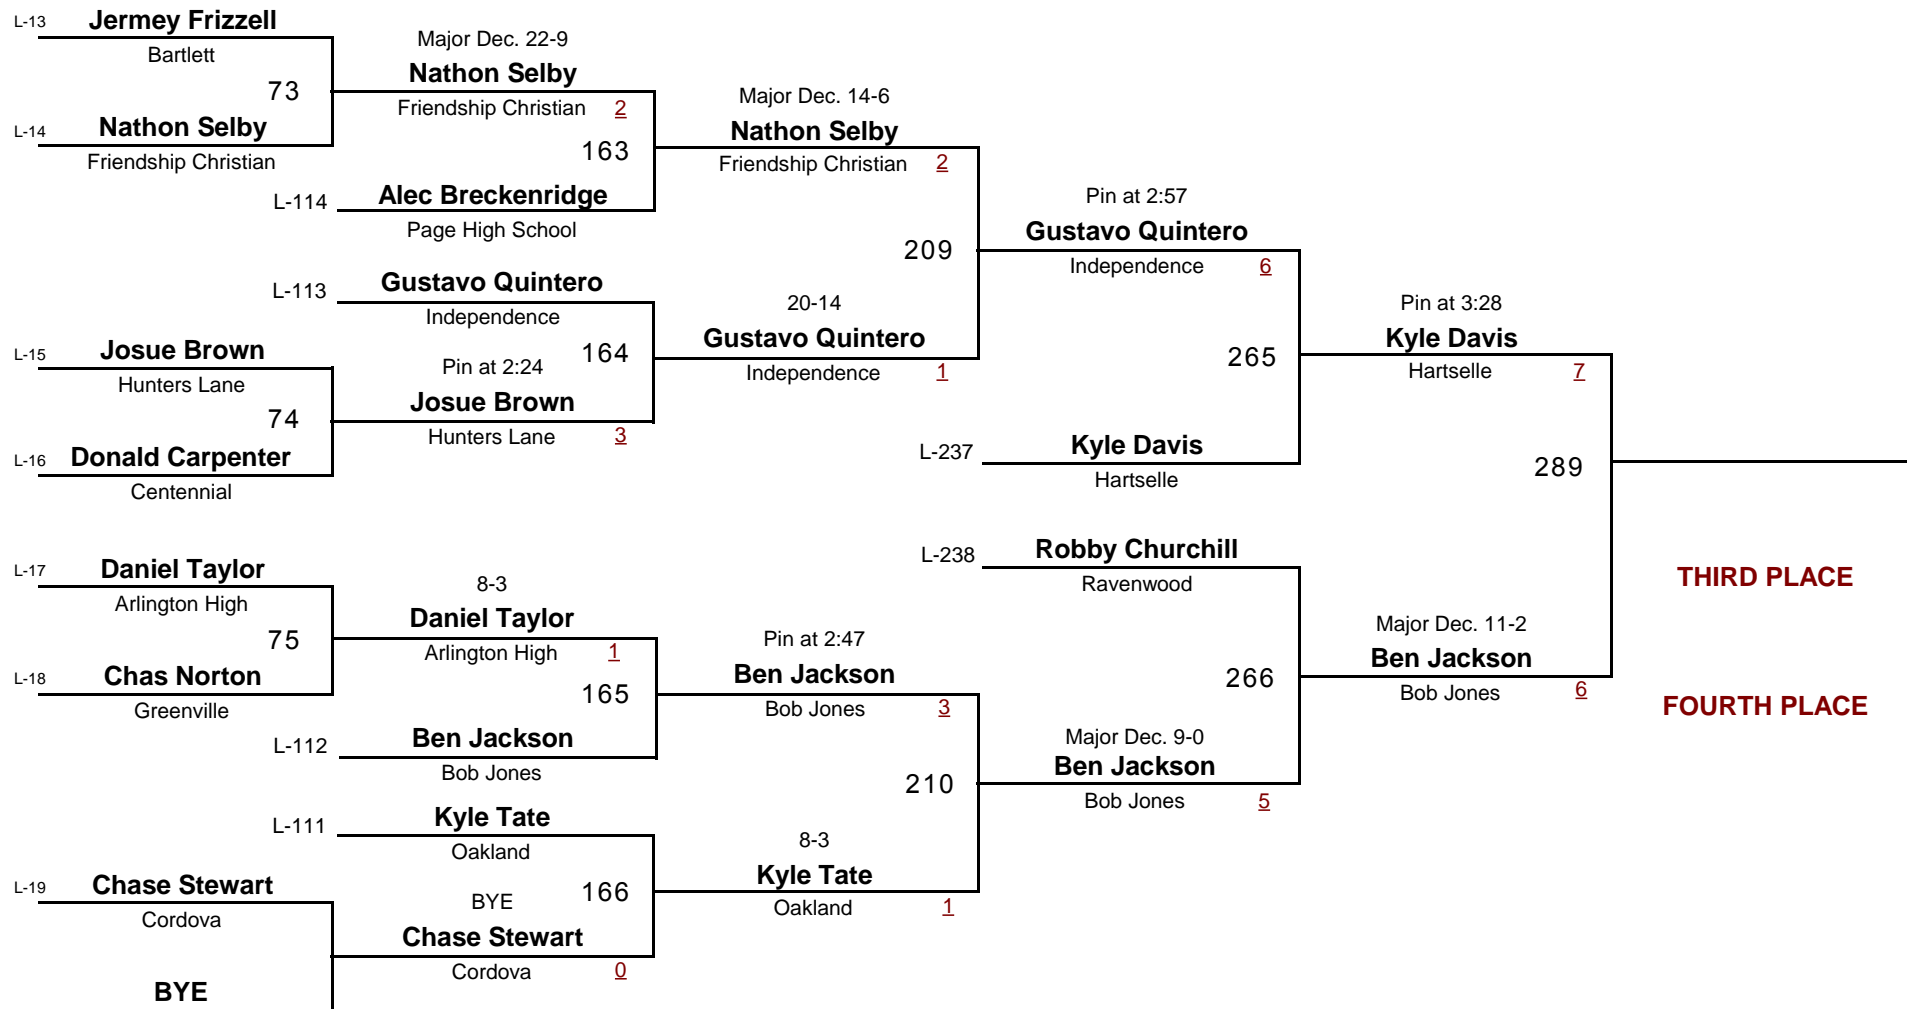 L-13 Jermey Frizzell
Bartlett
73
L-14 Nathon Selby
Friendship Christian
Major Dec. 22-9
Nathon Selby
Friendship Christian 2
163
L-114 Alec Breckenridge
Page High School
Major Dec. 14-6
Nathon Selby
Friendship Christian 2
209
L-113 Gustavo Quintero
Independence
164
L-15 Josue Brown
Hunters Lane
74
L-16 Donald Carpenter
Centennial
Pin at 2:24
Josue Brown
Hunters Lane 3
20-14
Gustavo Quintero
Independence 1
Pin at 2:57
Gustavo Quintero
Independence 6
265
L-237 Kyle Davis
Hartselle
Pin at 3:28
Kyle Davis
Hartselle 7
289
L-17 Daniel Taylor
Arlington High
75
L-18 Chas Norton
Greenville
8-3
Daniel Taylor
Arlington High 1
165
L-112 Ben Jackson
Bob Jones
Pin at 2:47
Ben Jackson
Bob Jones 3
210
L-111 Kyle Tate
Oakland
166
L-19 Chase Stewart
Cordova
BYE
BYE
Chase Stewart
Cordova 0
8-3
Kyle Tate
Oakland 1
L-238 Robby Churchill
Ravenwood
266
Major Dec. 9-0
Ben Jackson
Bob Jones 5
Major Dec. 11-2
Ben Jackson
Bob Jones 6
THIRD PLACE
FOURTH PLACE